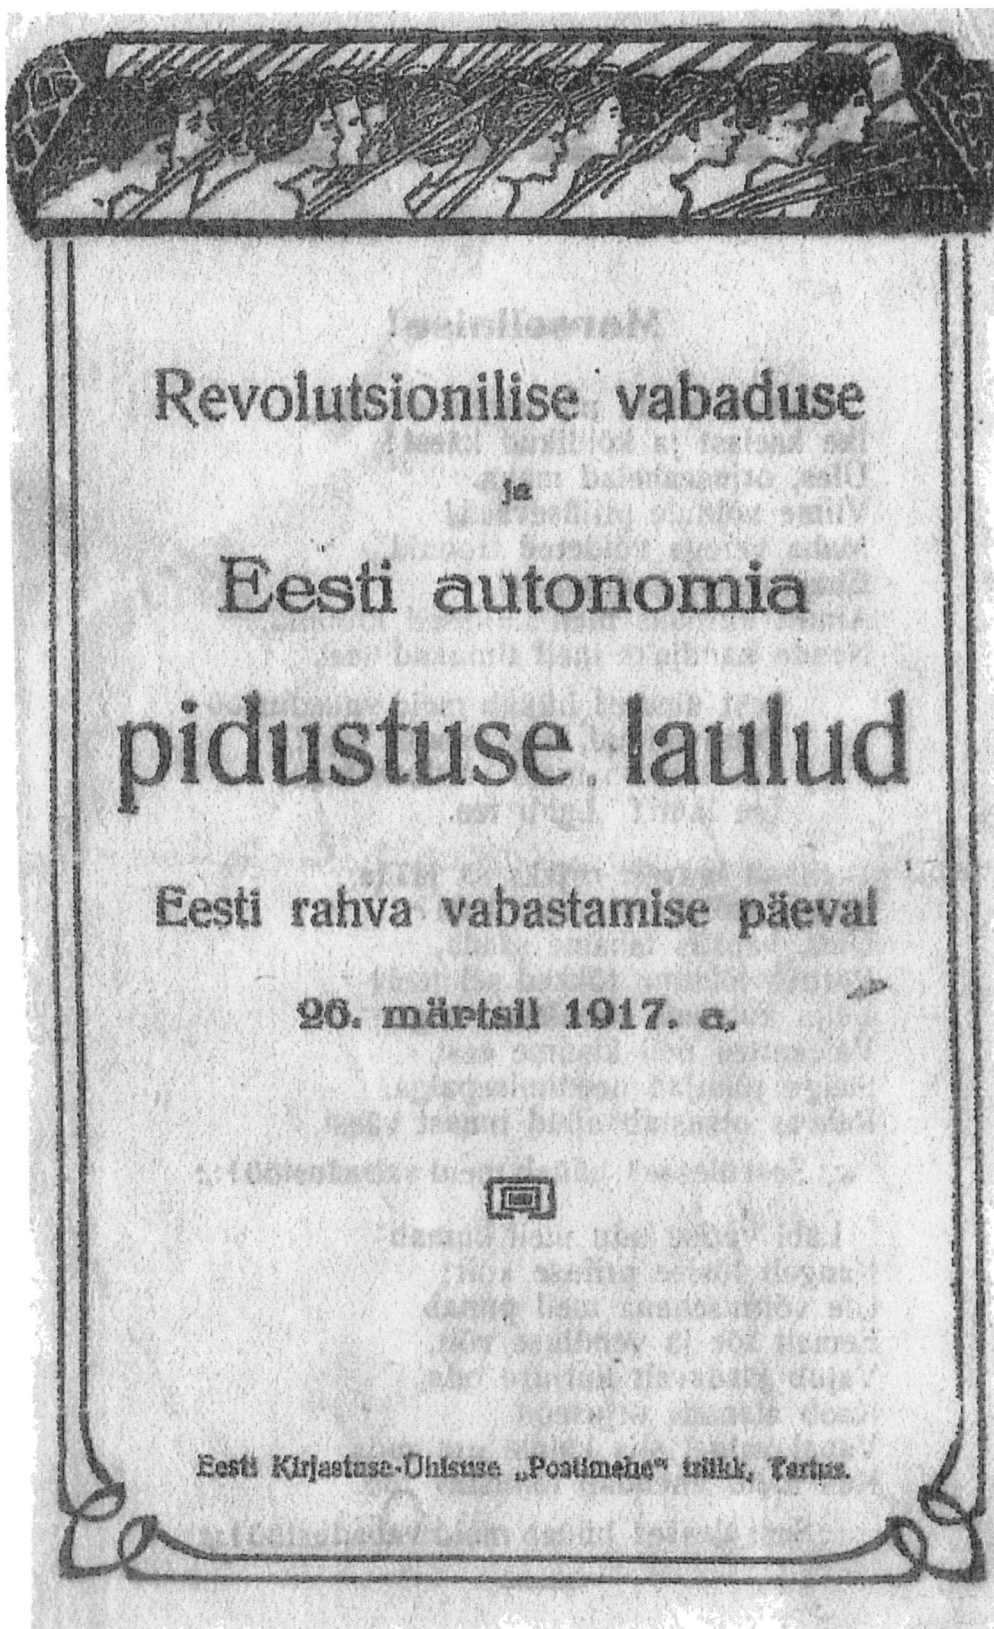 Revolutsionilise vabaduse
ja
Eesti autonomia
pidustuse laulud
Eesti rahva vabastamise päeval
26. märtsil 1917. a.
Eesti Kirjastuse-Ühisuse „Postimehe“ trükk, Tartus.